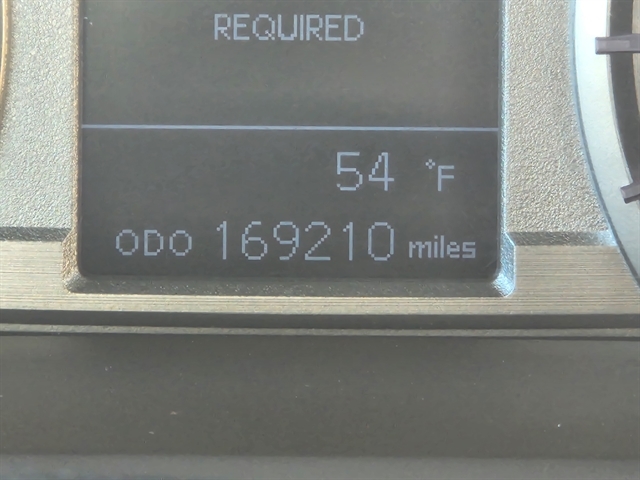 REQUIRED
54 °F
ODO 169210 miles